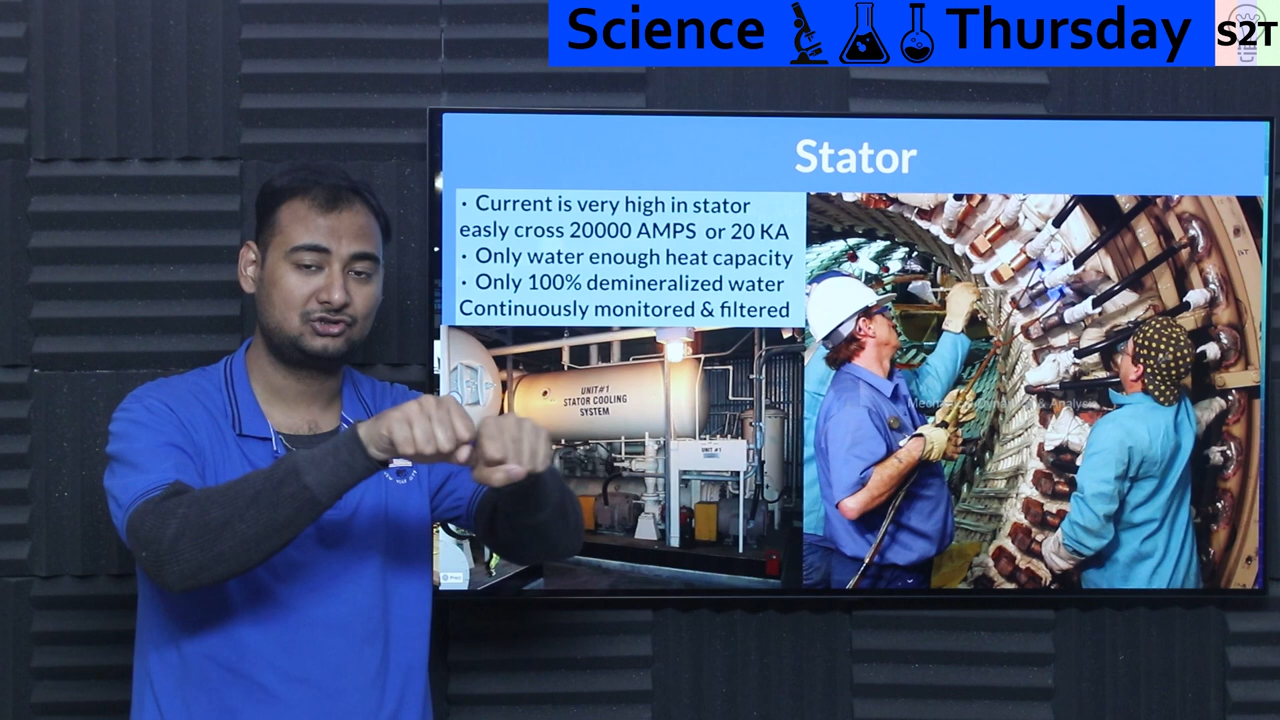 Science Thursday
S2T
Stator
· Current is very high in stator
easly cross 20000 AMPS or 20 KA
· Only water enough heat capacity
· Only 100% demineralized water
Continuously monitored & filtered
UNIT#1
STATOR COOLING
SYSTEM
UNIT #1